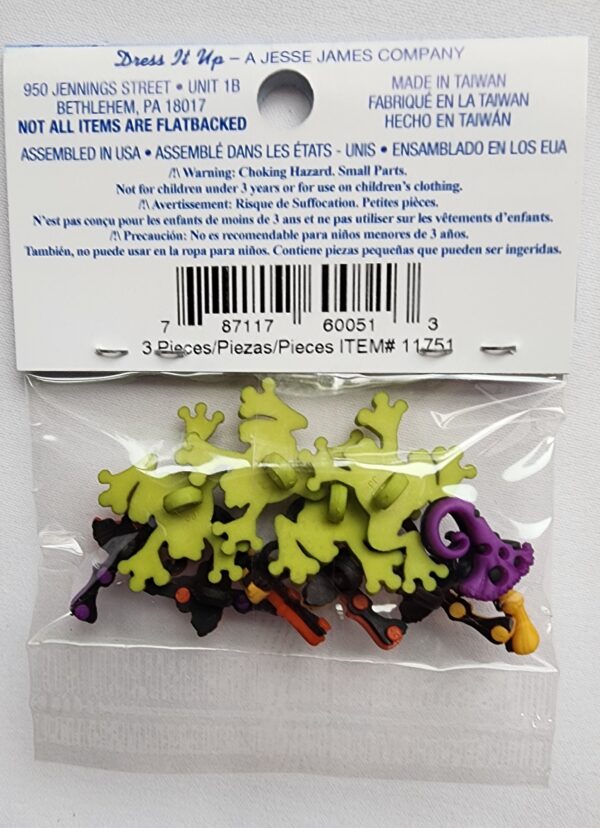 Dress It Up – A JESSE JAMES COMPANY
950 JENNINGS STREET • UNIT 1B
BETHLEHEM, PA 18017
NOT ALL ITEMS ARE FLATBACKED
MADE IN TAIWAN
FABRIQUÉ EN LA TAIWAN
HECHO EN TAIWÁN
ASSEMBLED IN USA • ASSEMBLÉ DANS LES ÉTATS - UNIS • ENSAMBLADO EN LOS EUA
/!\ Warning: Choking Hazard. Small Parts.
Not for children under 3 years or for use on children's clothing.
/!\ Avertissement: Risque de Suffocation. Petites pièces.
N'est pas conçu pour les enfants de moins de 3 ans et ne pas utiliser sur les vêtements d'enfants.
/!\ Precaución: No es recomendable para niños menores de 3 años.
También, no puede usar en la ropa para niños. Contiene piezas pequeñas que pueden ser ingeridas.
7 87117 60051 3
3 Pieces/Piezas/Pieces ITEM# 11751